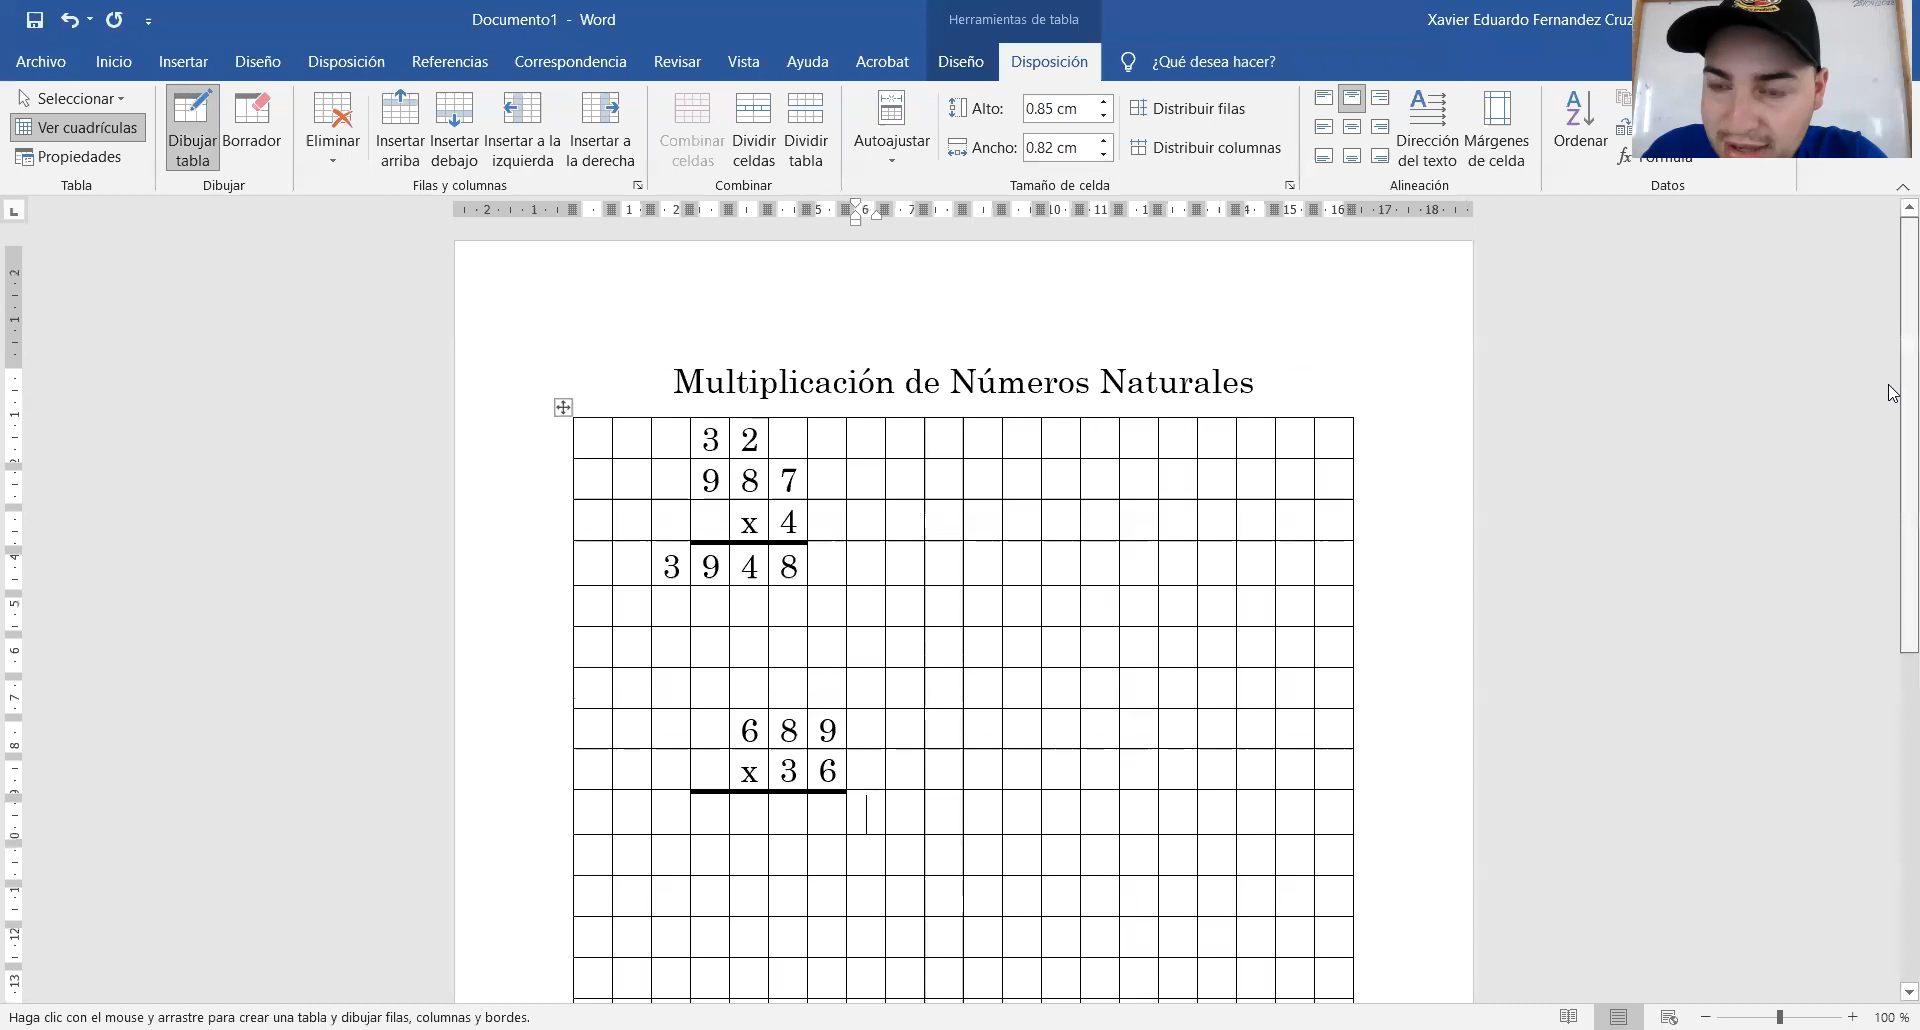 Documento1 - Word
Herramientas de tabla
Xavier Eduardo Fernandez Cruz
Archivo Inicio Insertar Diseño Disposición Referencias Correspondencia Revisar Vista Ayuda Acrobat Diseño Disposición ¿Qué desea hacer?
Seleccionar
Ver cuadrículas
Propiedades
Tabla
Dibujar tabla
Borrador
Dibujar
Eliminar
Insertar arriba
Insertar debajo
Insertar a la izquierda
Insertar a la derecha
Filas y columnas
Combinar celdas
Dividir celdas
Dividir tabla
Combinar
Autoajustar
Alto: 0.85 cm
Ancho: 0.82 cm
Distribuir filas
Distribuir columnas
Tamaño de celda
Dirección del texto
Márgenes de celda
Alineación
Ordenar
Fórmula
Datos
Multiplicación de Números Naturales
3 2
9 8 7
x 4
3 9 4 8
6 8 9
x 3 6
Haga clic con el mouse y arrastre para crear una tabla y dibujar filas, columnas y bordes.
100 %